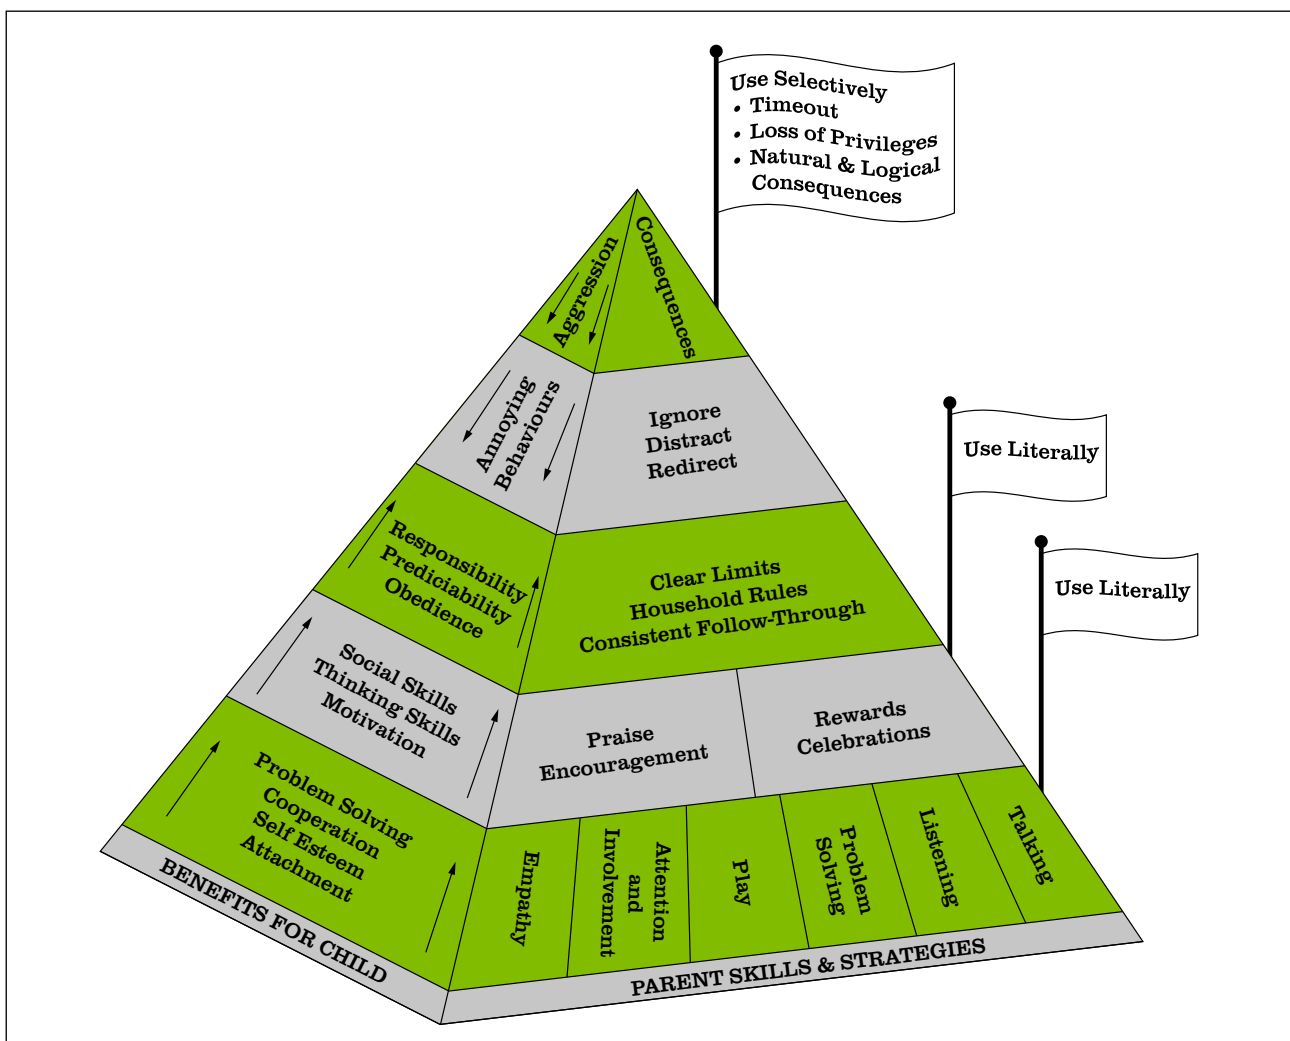 Use Selectively
• Timeout
• Loss of Privileges
• Natural & Logical
Consequences
Aggression
Consequences
Annoying
Behaviours
Ignore
Distract
Redirect
Use Literally
Responsibility
Prediciability
Obedience
Clear Limits
Household Rules
Consistent Follow-Through
Use Literally
Social Skills
Thinking Skills
Motivation
Praise
Encouragement
Rewards
Celebrations
Problem Solving
Cooperation
Self Esteem
Attachment
Empathy
Attention
and
Involvement
Play
Problem
Solving
Listening
Talking
BENEFITS FOR CHILD
PARENT SKILLS & STRATEGIES